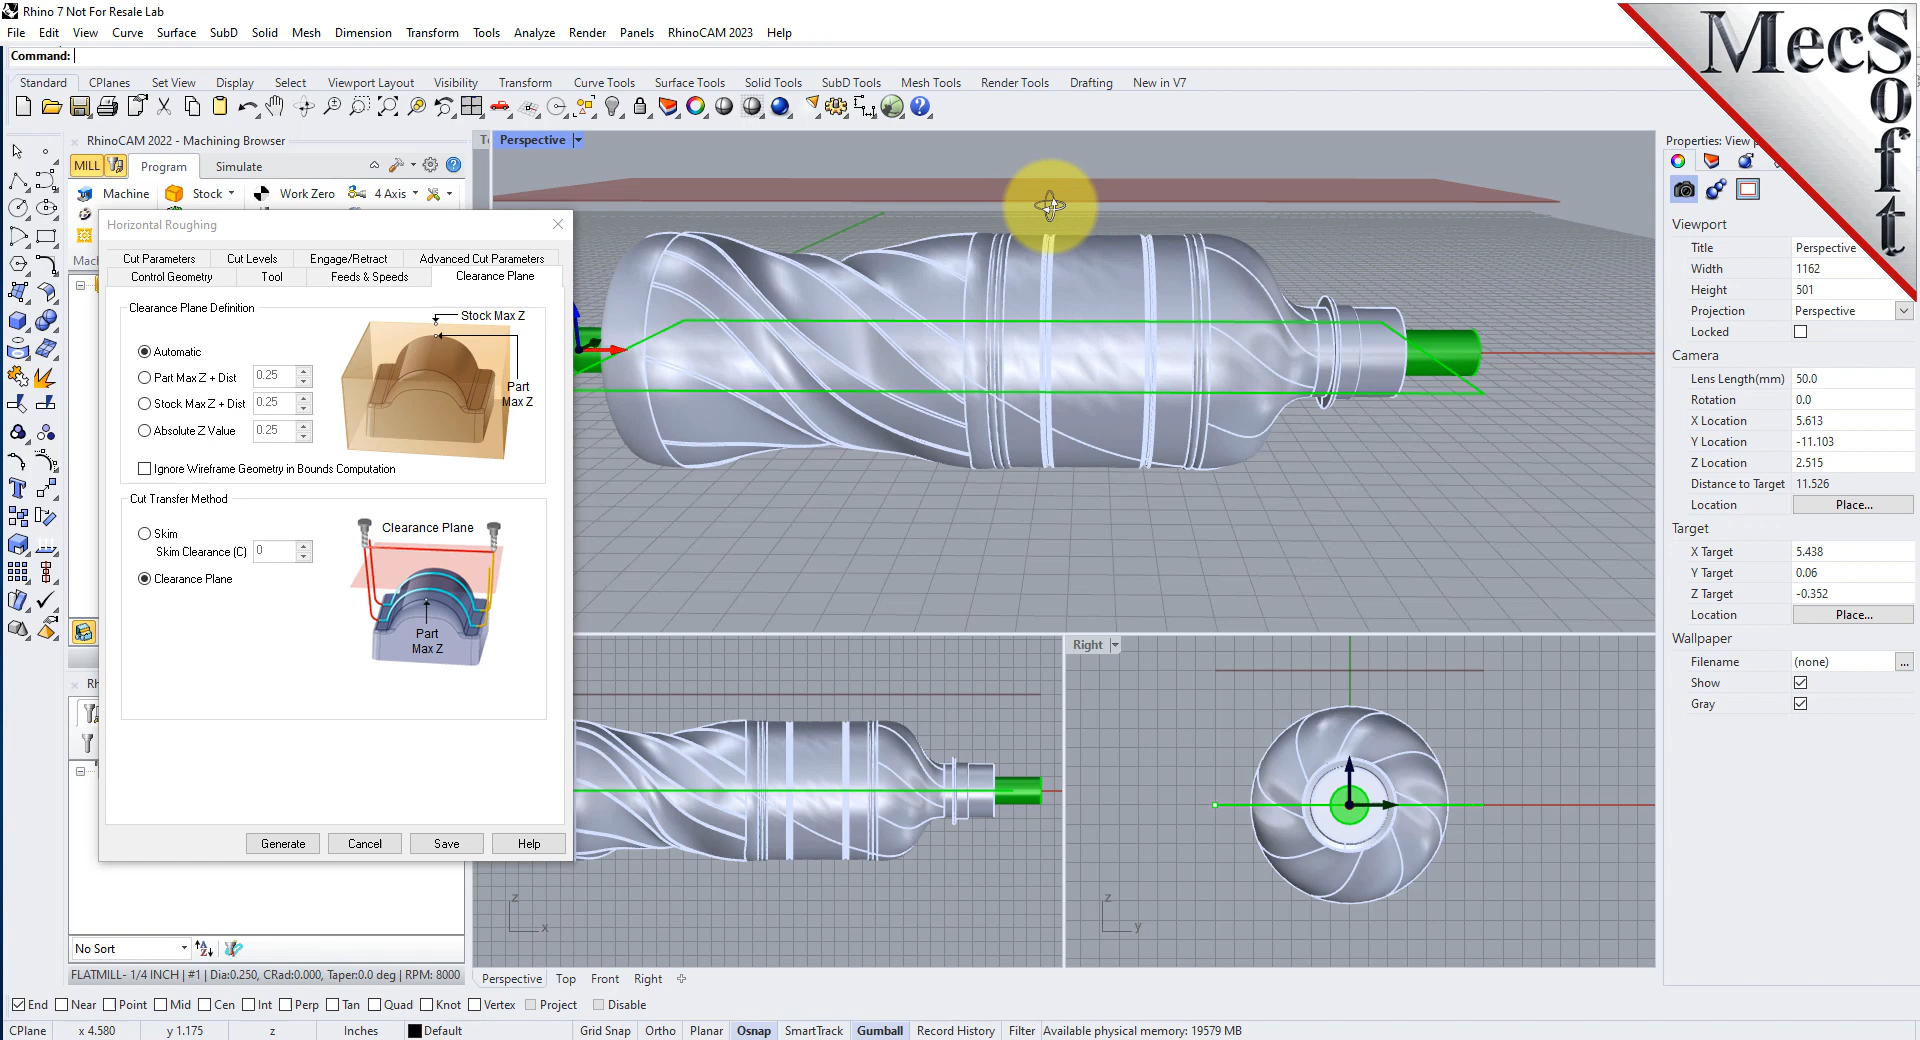 Rhino 7 Not For Resale Lab
File Edit View Curve Surface SubD Solid Mesh Dimension Transform Tools Analyze Render Panels RhinoCAM 2023 Help
Command:
Standard CPlanes Set View Display Select Viewport Layout Visibility Transform Curve Tools Surface Tools Solid Tools SubD Tools Mesh Tools Render Tools Drafting New in V7
MecSoft
RhinoCAM 2022 - Machining Browser
MILL Program Simulate
Machine Stock Work Zero 4 Axis
Mach
Rh
Horizontal Roughing
Cut Parameters Cut Levels Engage/Retract Advanced Cut Parameters
Control Geometry Tool Feeds & Speeds Clearance Plane
Clearance Plane Definition
Stock Max Z
Automatic
Part Max Z + Dist 0.25
Part Max Z
Stock Max Z + Dist 0.25
Absolute Z Value 0.25
Ignore Wireframe Geometry in Bounds Computation
Cut Transfer Method
Skim
Skim Clearance (C) 0
Clearance Plane
Clearance Plane
Part
Max Z
Generate Cancel Save Help
No Sort
FLATMILL- 1/4 INCH | #1 | Dia:0.250, CRad:0.000, Taper:0.0 deg | RPM: 8000
Perspective
Right
z
x
z
y
Perspective Top Front Right
Properties: View p
Viewport
Title Perspective
Width 1162
Height 501
Projection Perspective
Locked
Camera
Lens Length(mm) 50.0
Rotation 0.0
X Location 5.613
Y Location -11.103
Z Location 2.515
Distance to Target 11.526
Location Place...
Target
X Target 5.438
Y Target 0.06
Z Target -0.352
Location Place...
Wallpaper
Filename (none) ...
Show
Gray
End Near Point Mid Cen Int Perp Tan Quad Knot Vertex Project Disable
CPlane x 4.580 y 1.175 z Inches Default Grid Snap Ortho Planar Osnap SmartTrack Gumball Record History Filter Available physical memory: 19579 MB